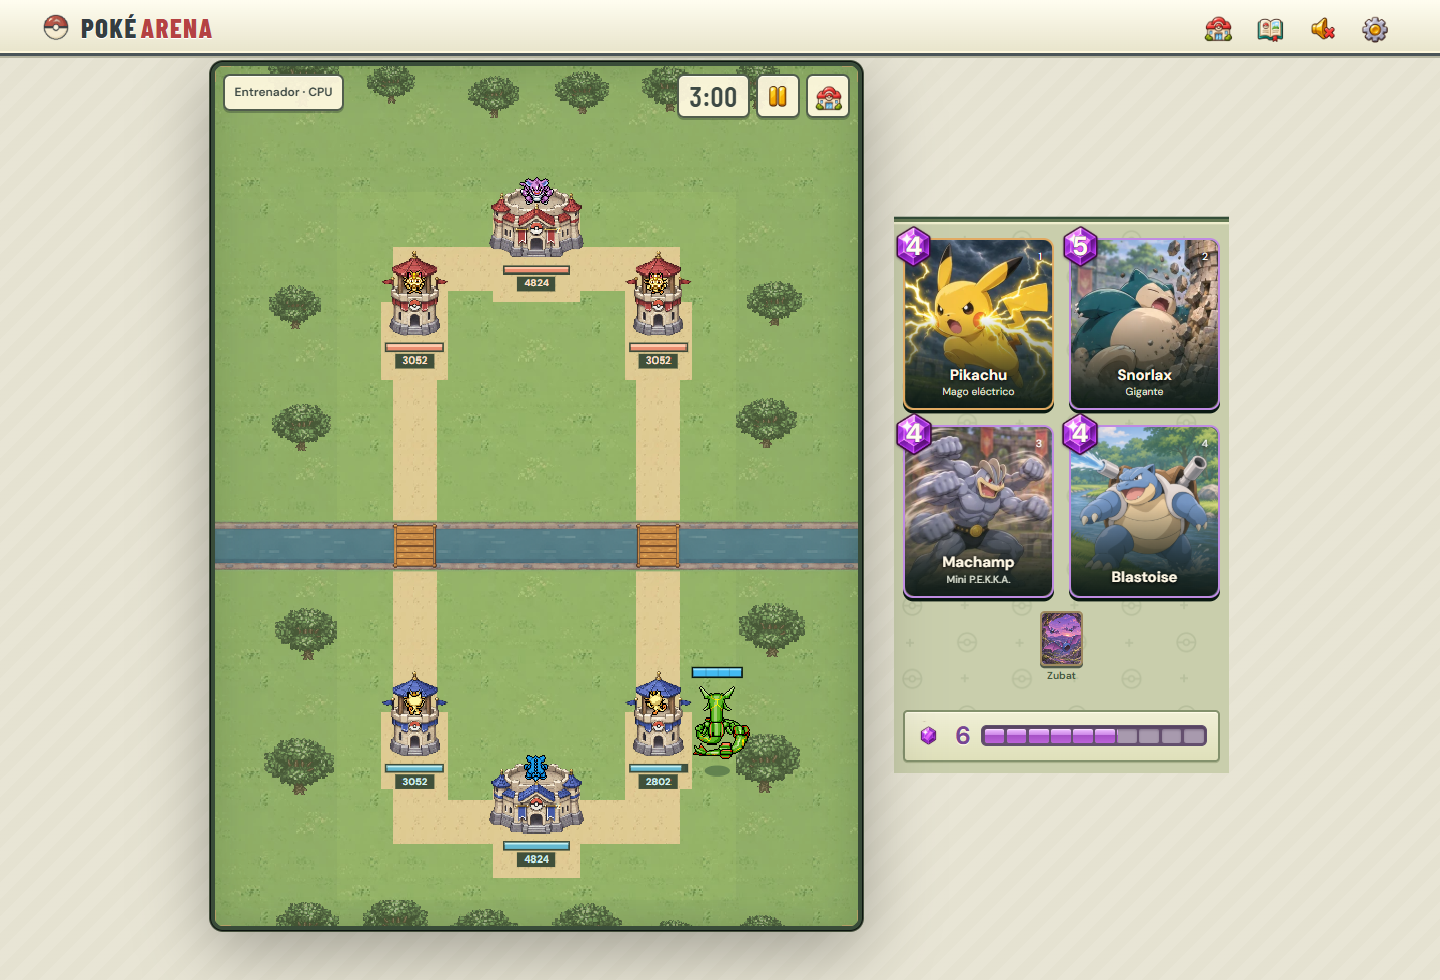 POKÉ ARENA
Entrenador · CPU
3:00
4824
3052
3052
3052
2802
4824
4
1
Pikachu
Mago eléctrico
5
2
Snorlax
Gigante
4
3
Machamp
Mini P.E.K.K.A.
4
4
Blastoise
Zubat
6